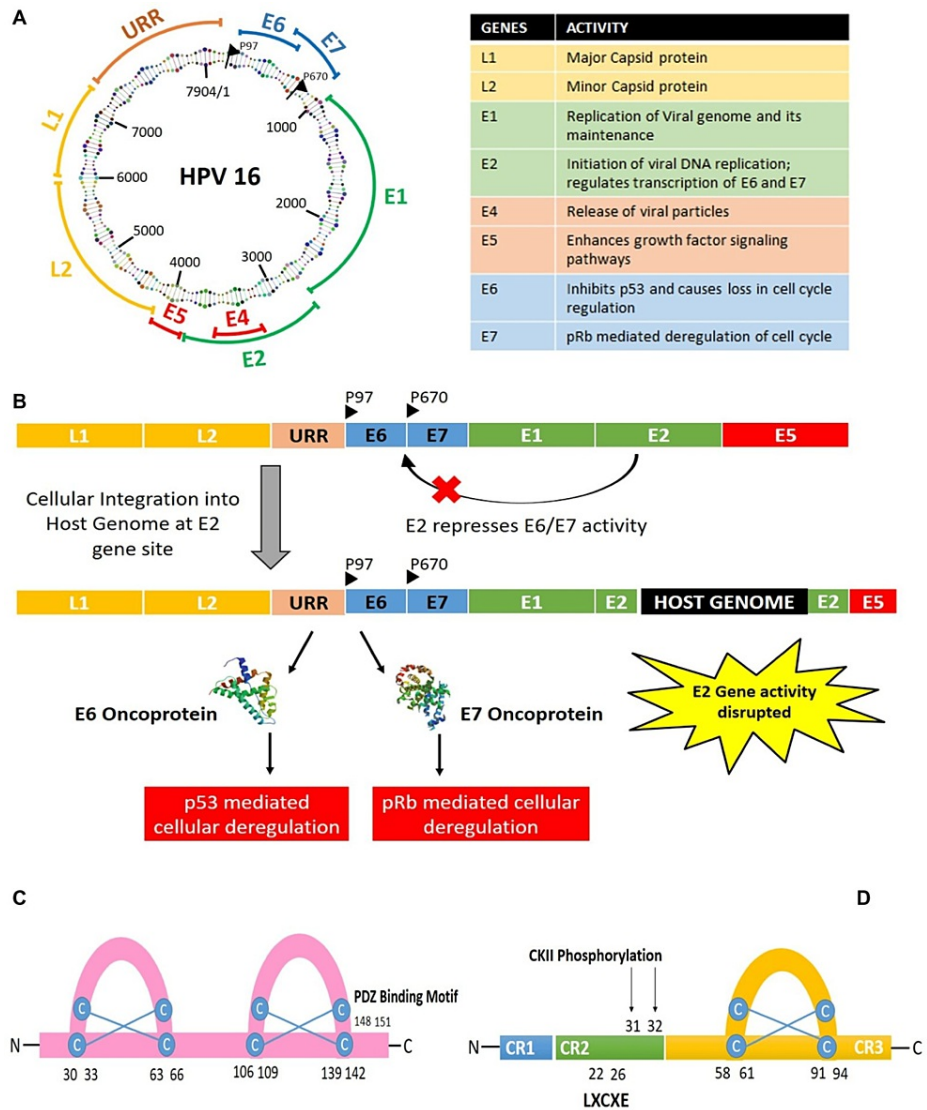 A
URR
E6
E7
P97
P670
7904/1
1000
7000
L1
HPV 16
6000
E1
2000
5000
L2
4000
3000
E5
E4
E2
GENES ACTIVITY
L1 Major Capsid protein
L2 Minor Capsid protein
E1 Replication of Viral genome and its
maintenance
E2 Initiation of viral DNA replication;
regulates transcription of E6 and E7
E4 Release of viral particles
E5 Enhances growth factor signaling
pathways
E6 Inhibits p53 and causes loss in cell cycle
regulation
E7 pRb mediated deregulation of cell cycle
B
P97 P670
L1 L2 URR E6 E7 E1 E2 E5
Cellular Integration into
Host Genome at E2
gene site
E2 represses E6/E7 activity
P97 P670
L1 L2 URR E6 E7 E1 E2 HOST GENOME E2 E5
E6 Oncoprotein
E7 Oncoprotein
E2 Gene activity
disrupted
p53 mediated
cellular deregulation
pRb mediated cellular
deregulation
C
PDZ Binding Motif
148 151
C C C C
N C C C C C
30 33 63 66 106 109 139 142
D
CKII Phosphorylation
31 32
C C
N CR1 CR2 C C CR3 C
22 26 58 61 91 94
LXCXE